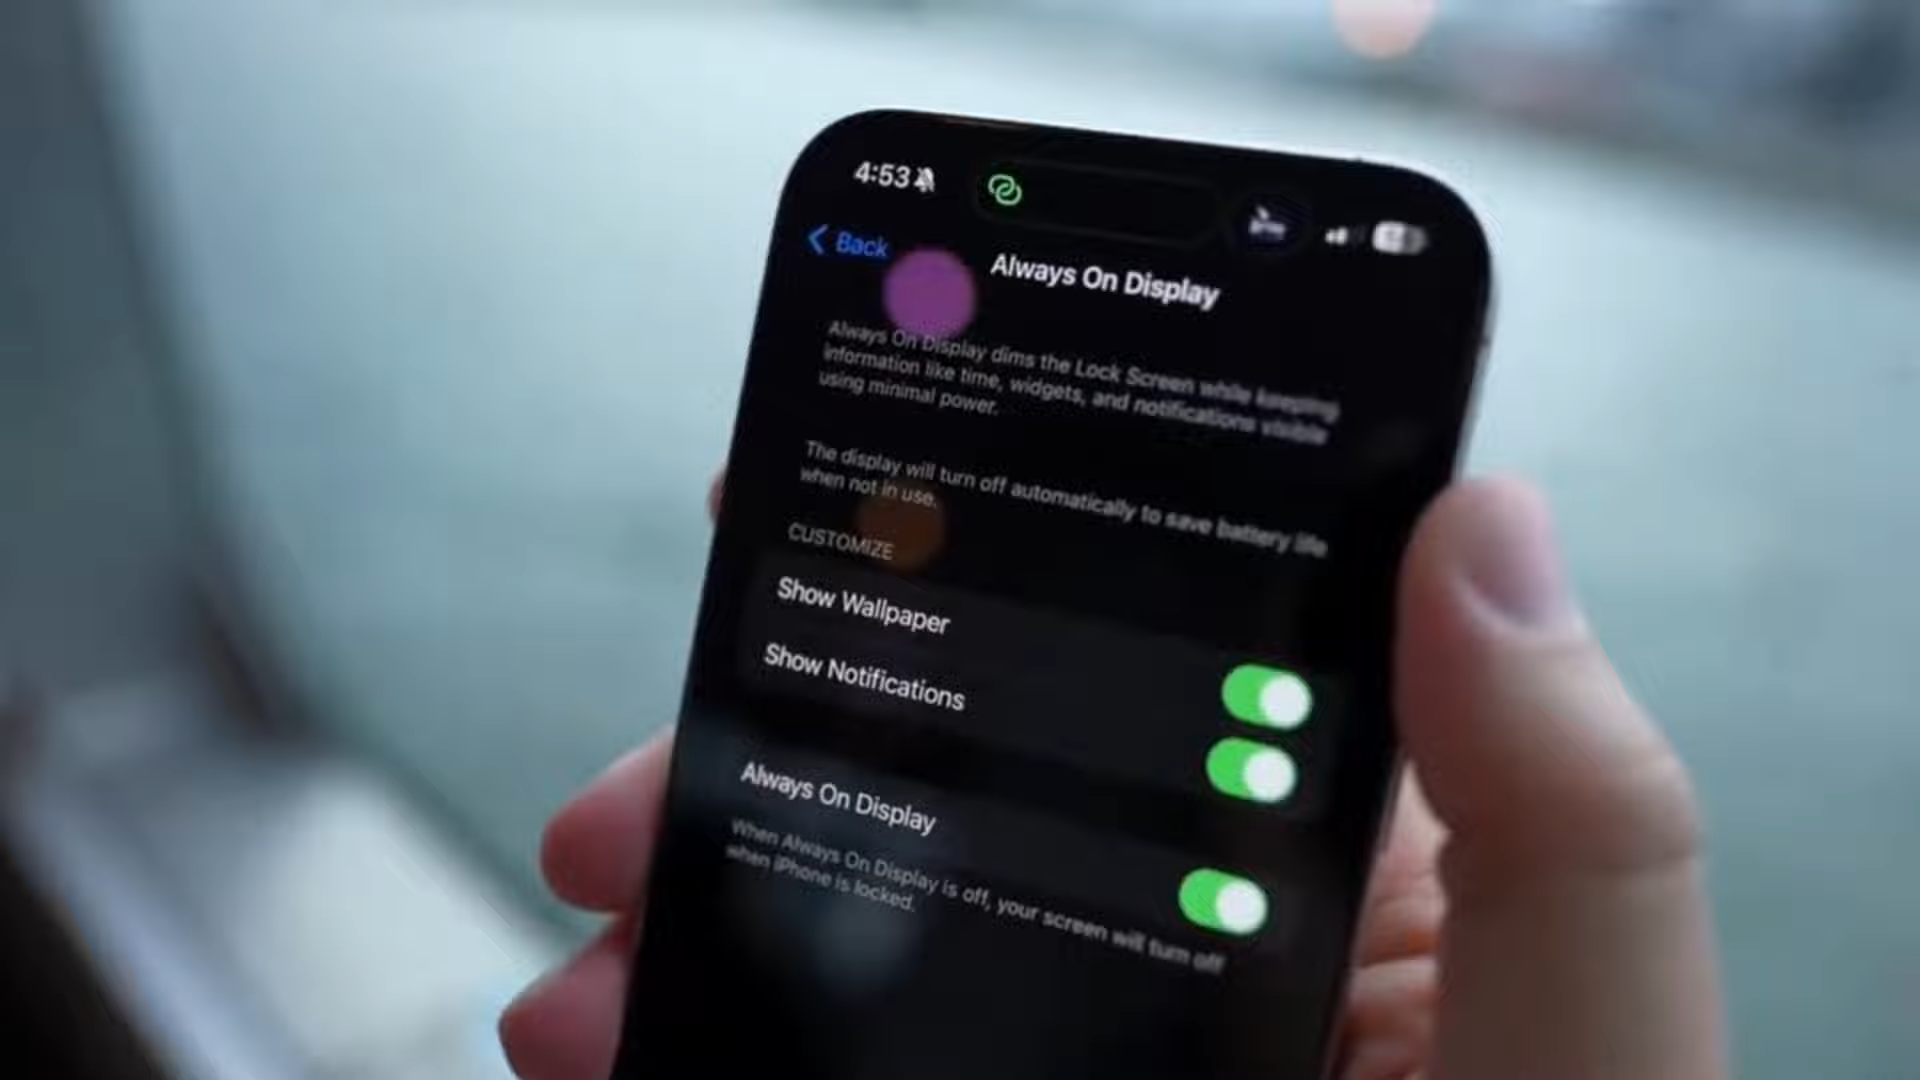 4:53
Back
Always On Display
Always On Display dims the Lock Screen while keeping
information like time, widgets, and notifications visible
using minimal power.
The display will turn off automatically to save battery life
when not in use.
CUSTOMIZE
Show Wallpaper
Show Notifications
Always On Display
When Always On Display is off, your screen will turn off
when iPhone is locked.